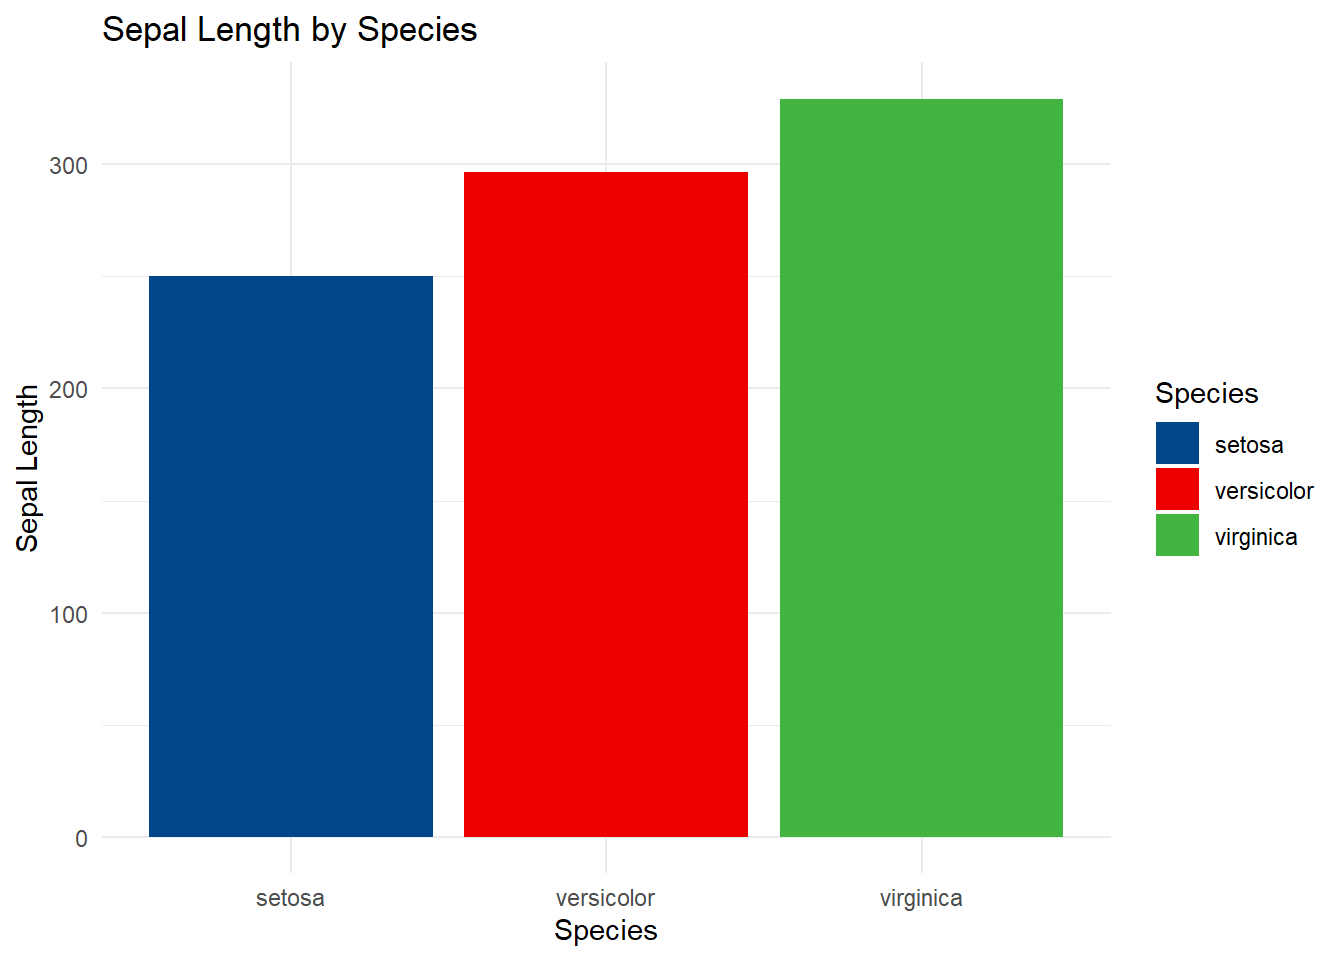 Sepal Length by Species
Sepal Length
300
200
100
0
setosa
versicolor
virginica
Species
Species
setosa
versicolor
virginica